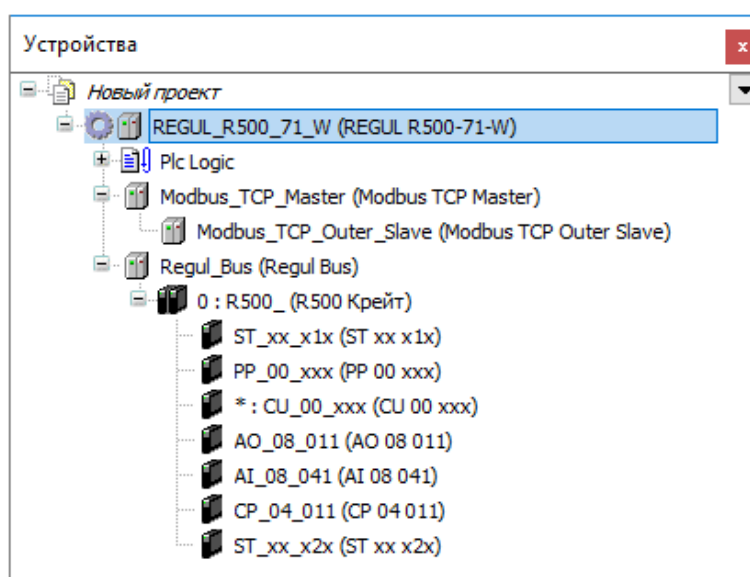 Устройства
x
Новый проект
REGUL_R500_71_W (REGUL R500-71-W)
Plc Logic
Modbus_TCP_Master (Modbus TCP Master)
Modbus_TCP_Outer_Slave (Modbus TCP Outer Slave)
Regul_Bus (Regul Bus)
0 : R500_ (R500 Крейт)
ST_xx_x1x (ST xx x1x)
PP_00_xxx (PP 00 xxx)
* : CU_00_xxx (CU 00 xxx)
AO_08_011 (AO 08 011)
AI_08_041 (AI 08 041)
CP_04_011 (CP 04 011)
ST_xx_x2x (ST xx x2x)